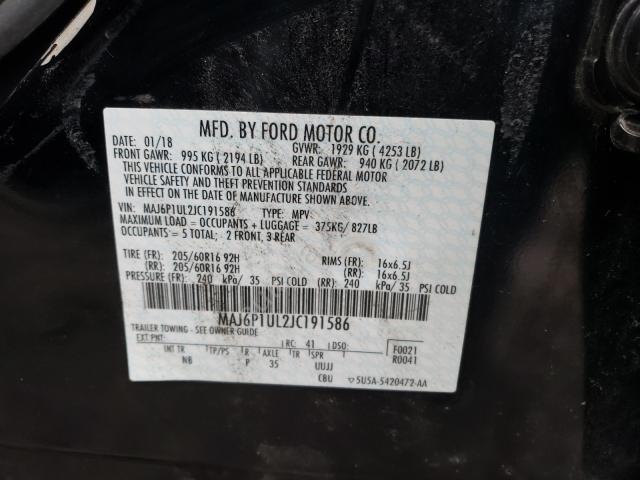 MFD. BY FORD MOTOR CO.
DATE: 01/18 GVWR: 1929 KG ( 4253 LB)
FRONT GAWR: 995 KG ( 2194 LB) REAR GAWR: 940 KG ( 2072 LB)
THIS VEHICLE CONFORMS TO ALL APPLICABLE FEDERAL MOTOR
VEHICLE SAFETY AND THEFT PREVENTION STANDARDS
IN EFFECT ON THE DATE OF MANUFACTURE SHOWN ABOVE.
VIN: MAJ6P1UL2JC191586 TYPE: MPV
MAXIMUM LOAD = OCCUPANTS + LUGGAGE = 375KG/ 827LB
OCCUPANTS = 5 TOTAL; 2 FRONT, 3 REAR
TIRE (FR): 205/60R16 92H RIMS (FR): 16x6.5J
(RR): 205/60R16 92H (RR): 16x6.5J
PRESSURE (FR): 240 kPa/ 35 PSI COLD (RR): 240 kPa/ 35 PSI COLD
MAJ6P1UL2JC191586
TRAILER TOWING - SEE OWNER GUIDE
EXT PNT: RC: 41 DSO: F0021
R0041
INT TR TP/PS R AXLE TR SPR
NB P 35 UUJJ
CBU ▽5U5A-5420472-AA